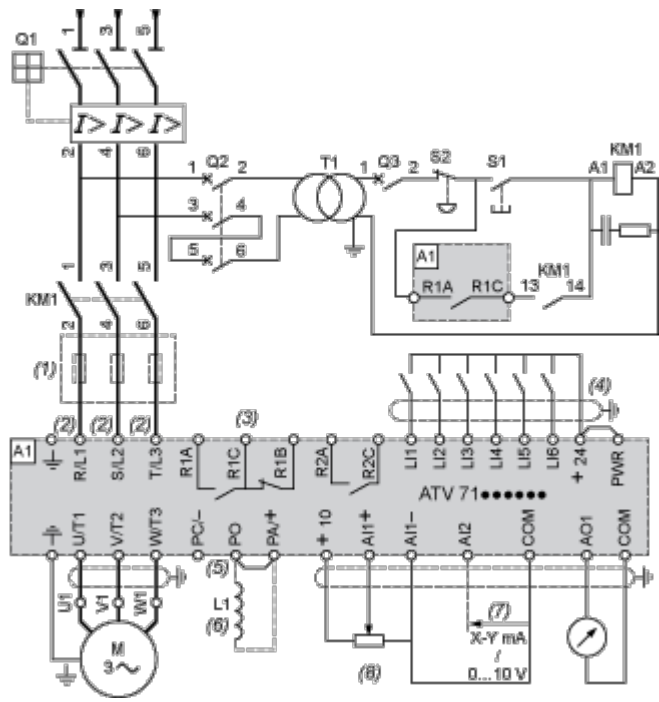 1 3 5
Q1
I> I> I>
2 4 6
1 Q2 2
3 4
5 6
T1
1 Q3 2
S2
S1
KM1
A1 A2
A1
R1A R1C
13 KM1 14
1 3 5
KM1
2 4 6
(1)
(2) (2) (2)
(3)
(4)
A1
R/L1 S/L2 T/L3 R1A R1C R1B R2A R2C LI1 LI2 LI3 LI4 LI5 LI6 +24 PWR
ATV 71●●●●●●
U/T1 V/T2 W/T3 PC/– PO PA/+ +10 AI1+ AI1– AI2 COM AO1 COM
(5)
U1 V1 W1
L1
(6)
(7)
X-Y mA
/
0...10 V
(8)
M
3~